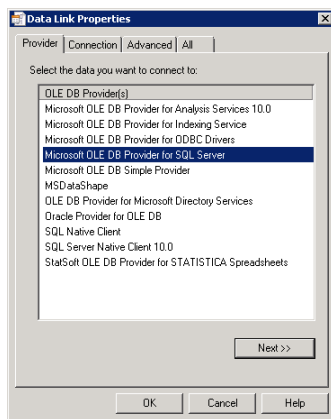 Data Link Properties
Provider Connection Advanced All
Select the data you want to connect to:
OLE DB Provider(s)
Microsoft OLE DB Provider for Analysis Services 10.0
Microsoft OLE DB Provider for Indexing Service
Microsoft OLE DB Provider for ODBC Drivers
Microsoft OLE DB Provider for SQL Server
Microsoft OLE DB Simple Provider
MSDataShape
OLE DB Provider for Microsoft Directory Services
Oracle Provider for OLE DB
SQL Native Client
SQL Server Native Client 10.0
StatSoft OLE DB Provider for STATISTICA Spreadsheets
Next >>
OK Cancel Help